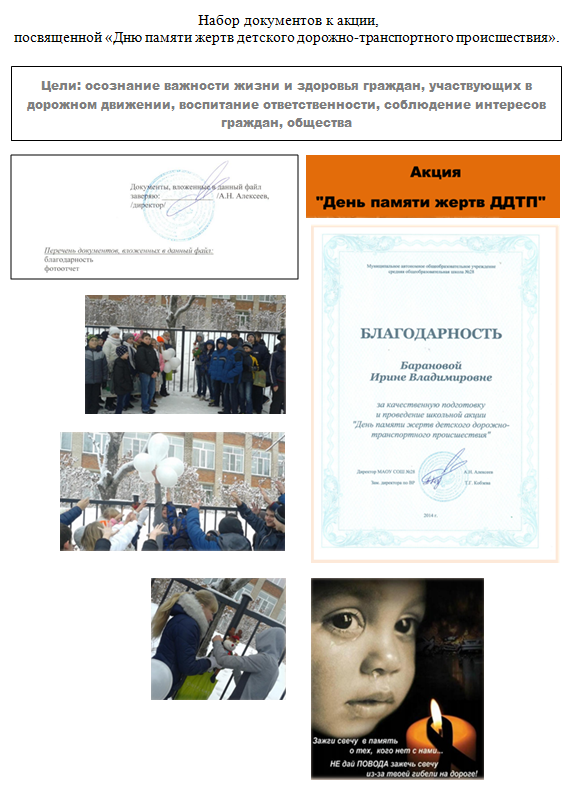 Набор документов к акции,
посвященной «Дню памяти жертв детского дорожно-транспортного происшествия».
Цели: осознание важности жизни и здоровья граждан, участвующих в
дорожном движении, воспитание ответственности, соблюдение интересов
граждан, общества
Документы, вложенные в данный файл
заверяю: _______________ /А.Н. Алексеев,
/директор/
Перечень документов, вложенных в данный файл:
благодарность
фотоотчет
Акция
"День памяти жертв ДДТП"
Муниципальное автономное общеобразовательное учреждение
средняя общеобразовательная школа №28
БЛАГОДАРНОСТЬ
Барановой
Ирине Владимировне
за качественную подготовку
и проведение школьной акции
"День памяти жертв детского дорожно-
транспортного происшествия"
Директор МАОУ СОШ №28 А.Н. Алексеев
Зам. директора по ВР Т.Г.
2014 г.
Зажги свечу в память
о тех, кого нет с нами...
НЕ дай ПОВОДА зажечь свечу
из-за твоей гибели на дороге!